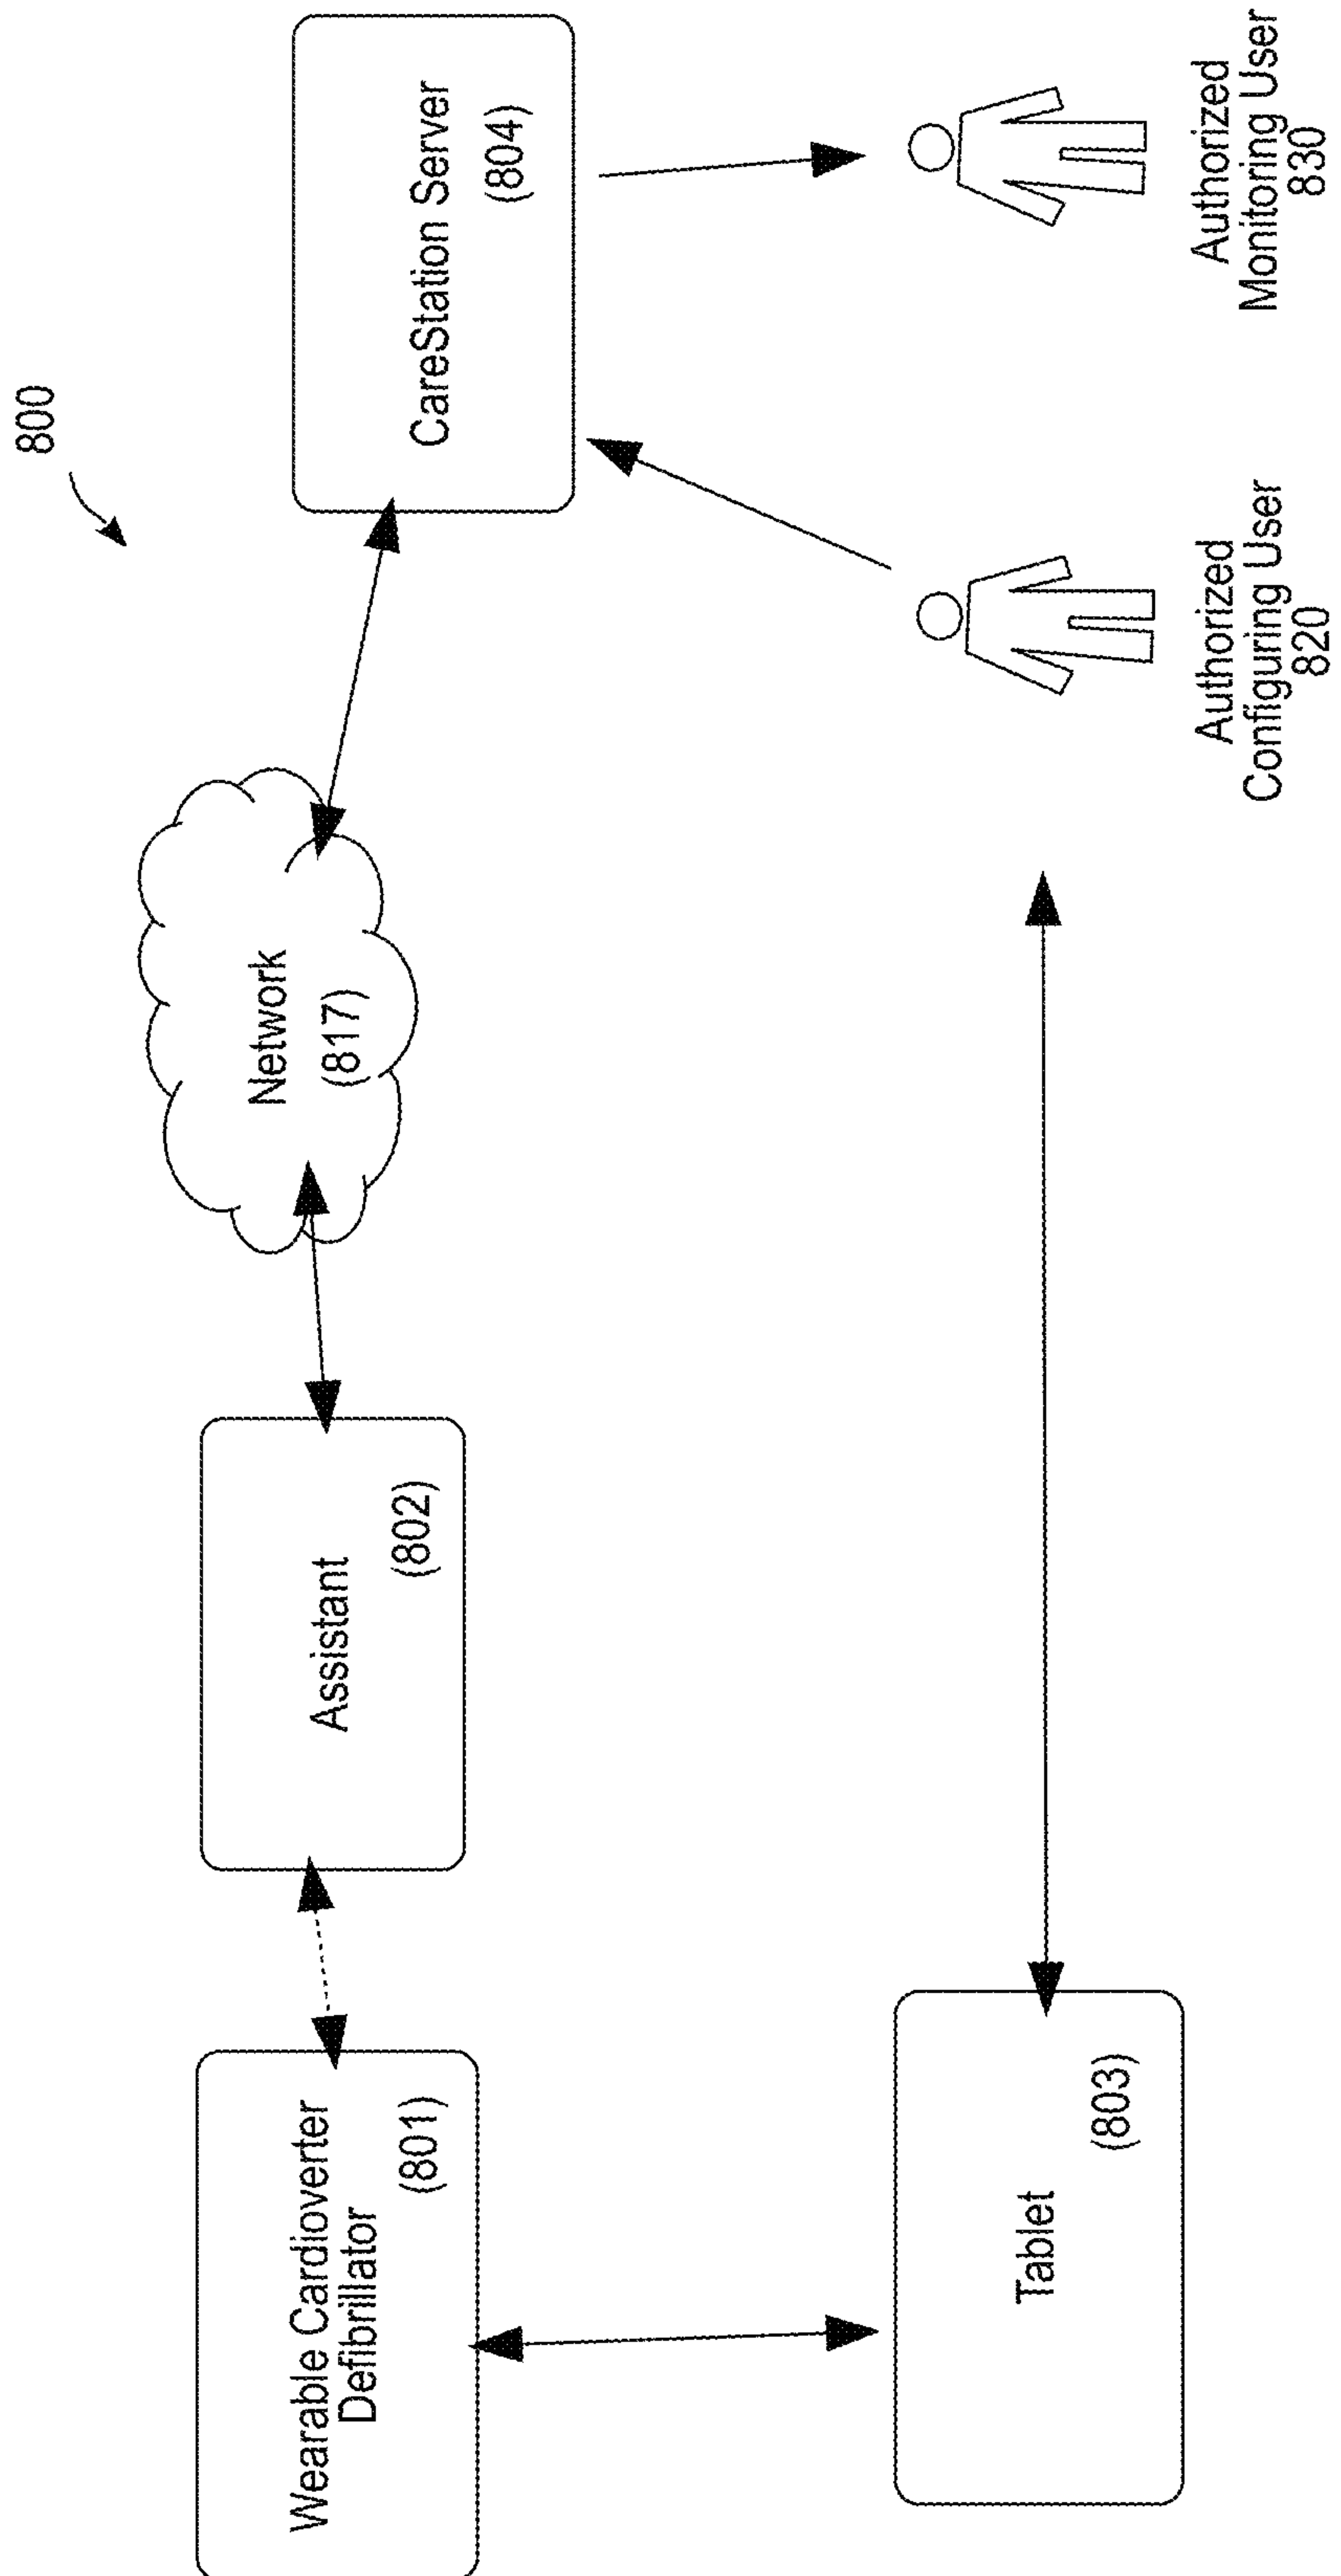 800
Wearable Cardioverter
Defibrillator
(801)
Assistant
(802)
Network
(817)
CareStation Server
(804)
Tablet
(803)
Authorized
Configuring User
820
Authorized
Monitoring User
830